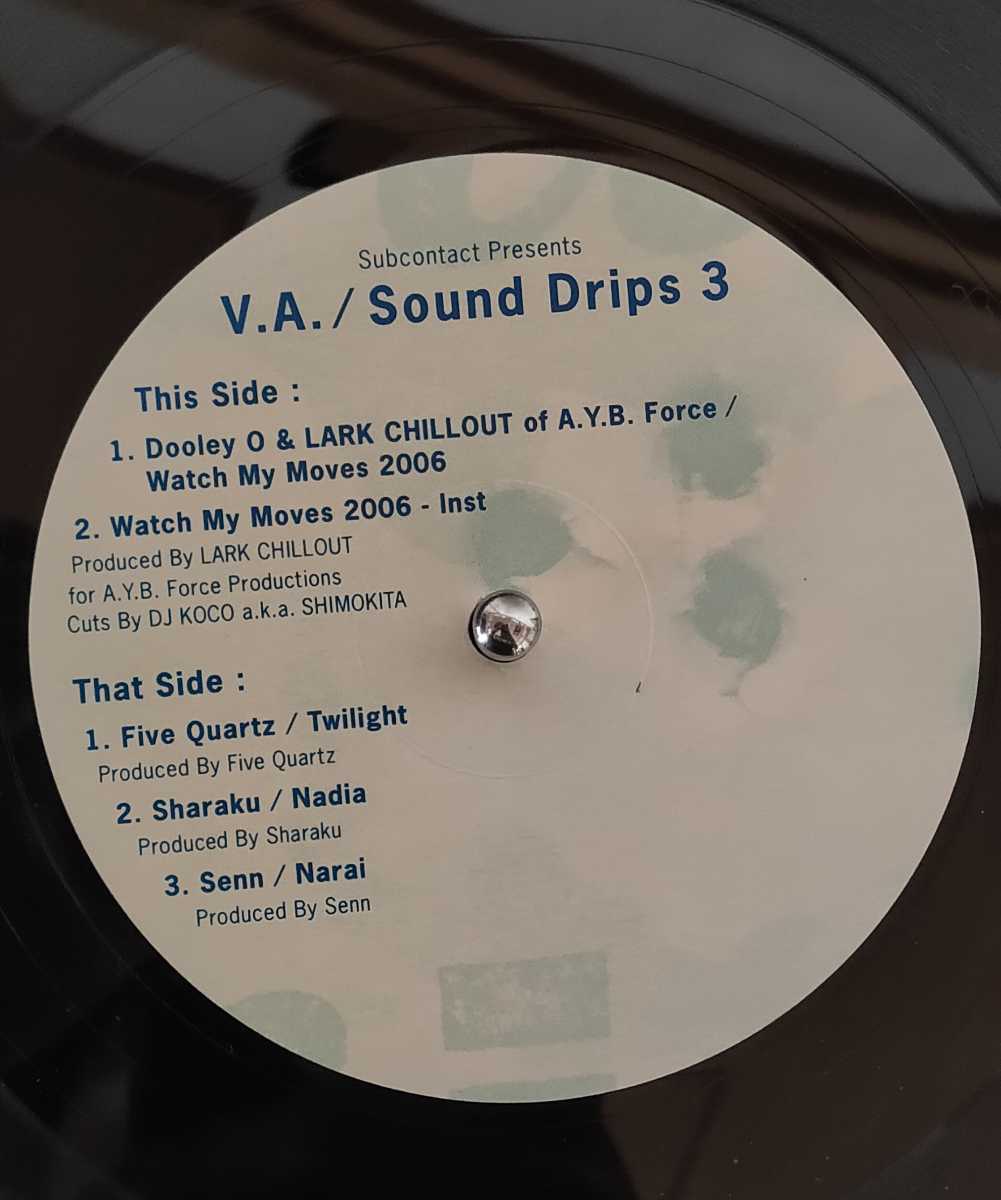 Subcontact Presents
V.A. / Sound Drips 3
This Side :
1. Dooley O & LARK CHILLOUT of A.Y.B. Force /
Watch My Moves 2006
2. Watch My Moves 2006 - Inst
Produced By LARK CHILLOUT
for A.Y.B. Force Productions
Cuts By DJ KOCO a.k.a. SHIMOKITA
That Side :
1. Five Quartz / Twilight
Produced By Five Quartz
2. Sharaku / Nadia
Produced By Sharaku
3. Senn / Narai
Produced By Senn